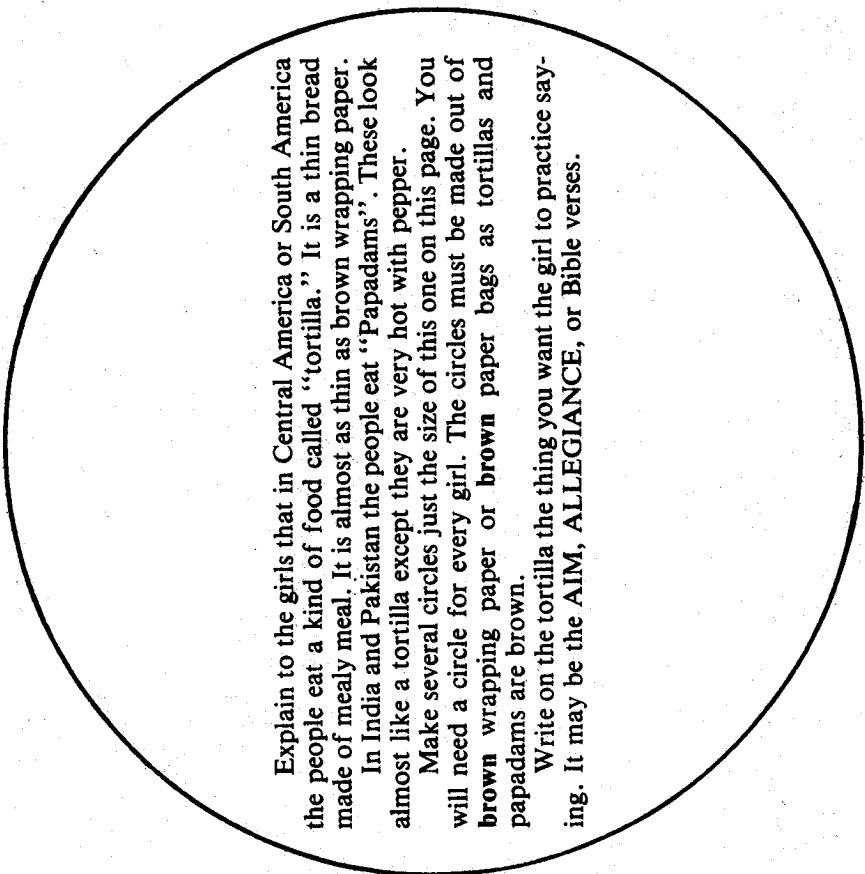 Explain to the girls that in Central America or South America
the people eat a kind of food called “tortilla.” It is a thin bread
made of mealy meal. It is almost as thin as brown wrapping paper.
In India and Pakistan the people eat “Papadams”. These look
almost like a tortilla except they are very hot with pepper.
Make several circles just the size of this one on this page. You
will need a circle for every girl. The circles must be made out of
brown wrapping paper or brown paper bags as tortillas and
papadams are brown.
Write on the tortilla the thing you want the girl to practice say-
ing. It may be the AIM, ALLEGIANCE, or Bible verses.